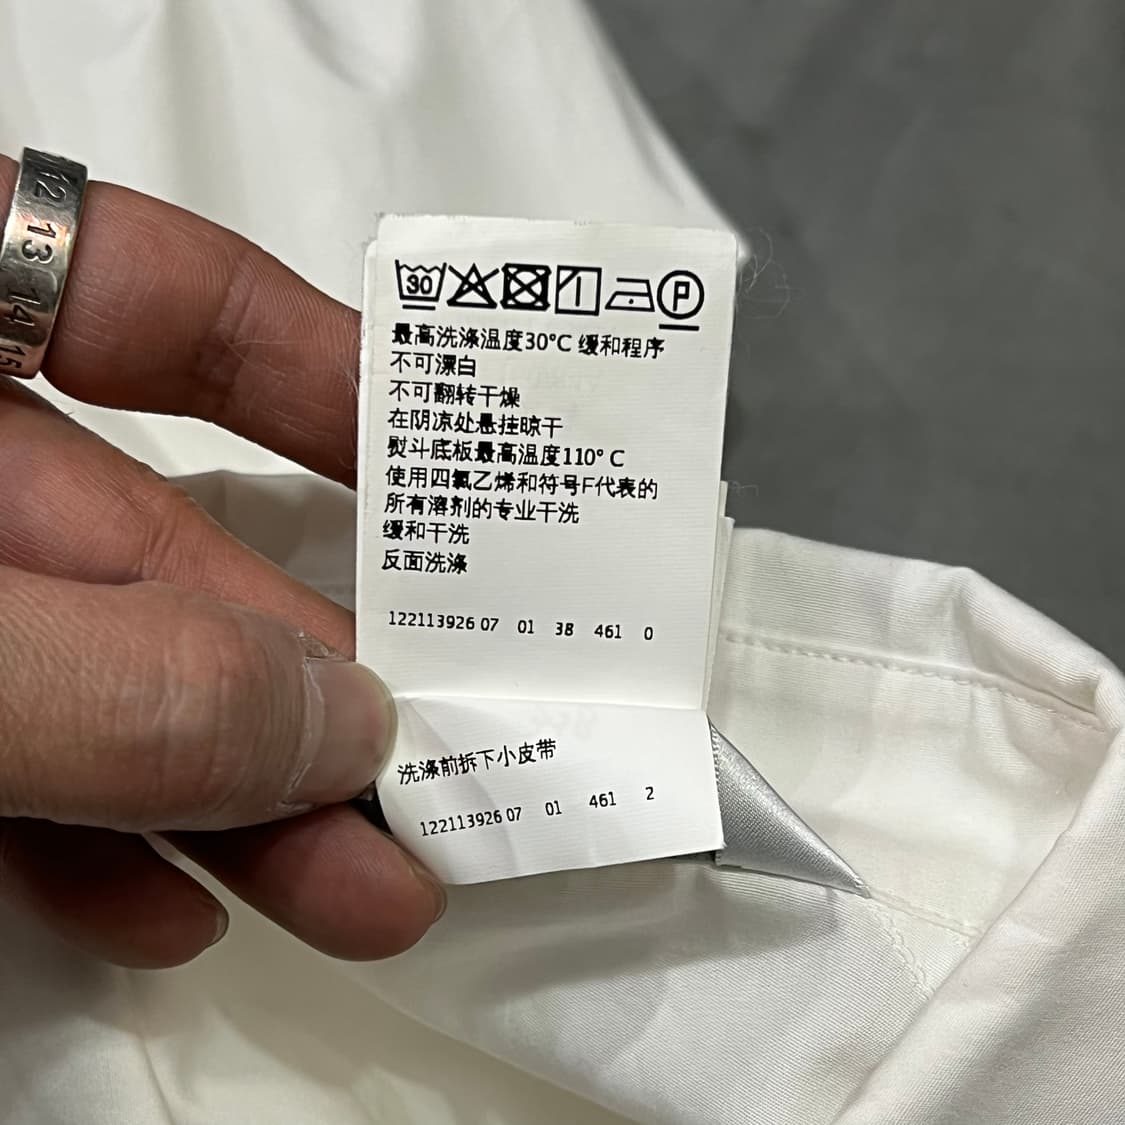 12
13
14
15
30
P
最高洗涤温度30°C 缓和程序
不可漂白
不可翻转干燥
在阴凉处悬挂晾干
熨斗底板最高温度110° C
使用四氯乙烯和符号F代表的
所有溶剂的专业干洗
缓和干洗
反面洗涤
122113926 07 01 38 461 0
洗涤前拆下小皮带
122113926 07 01 461 2